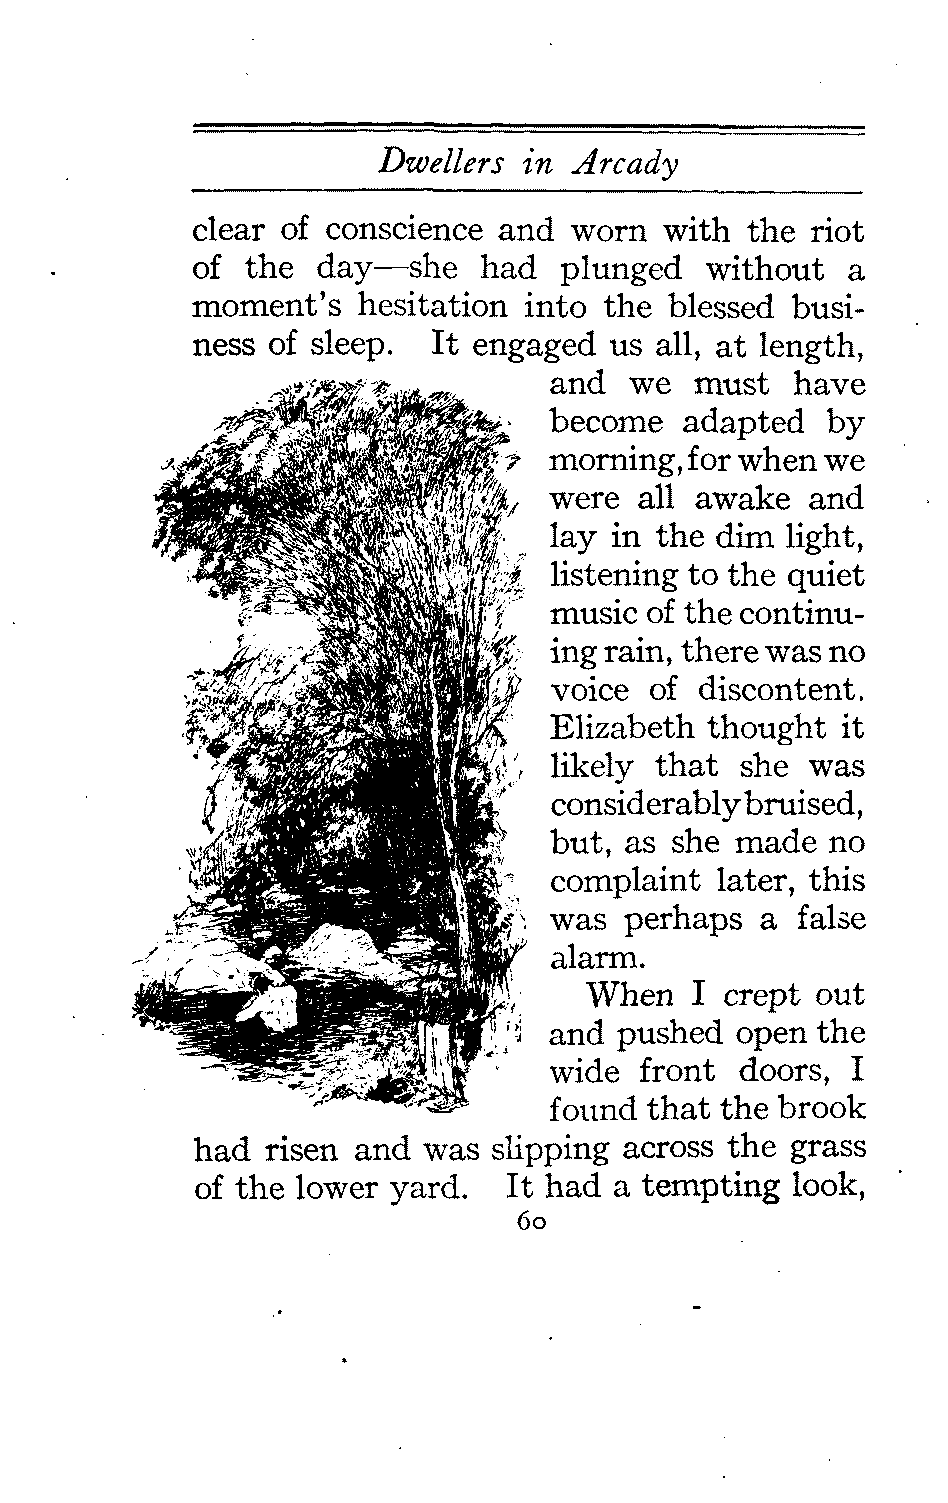 Dwellers in Arcady
clear of conscience and worn with the riot
of the day—she had plunged without a
moment's hesitation into the blessed busi-
ness of sleep. It engaged us all, at length,
and we must have
become adapted by
morning, for when we
were all awake and
lay in the dim light,
listening to the quiet
music of the continu-
ing rain, there was no
voice of discontent.
Elizabeth thought it
likely that she was
considerably bruised,
but, as she made no
complaint later, this
was perhaps a false
alarm.
When I crept out
and pushed open the
wide front doors, I
found that the brook
had risen and was slipping across the grass
of the lower yard. It had a tempting look,
60